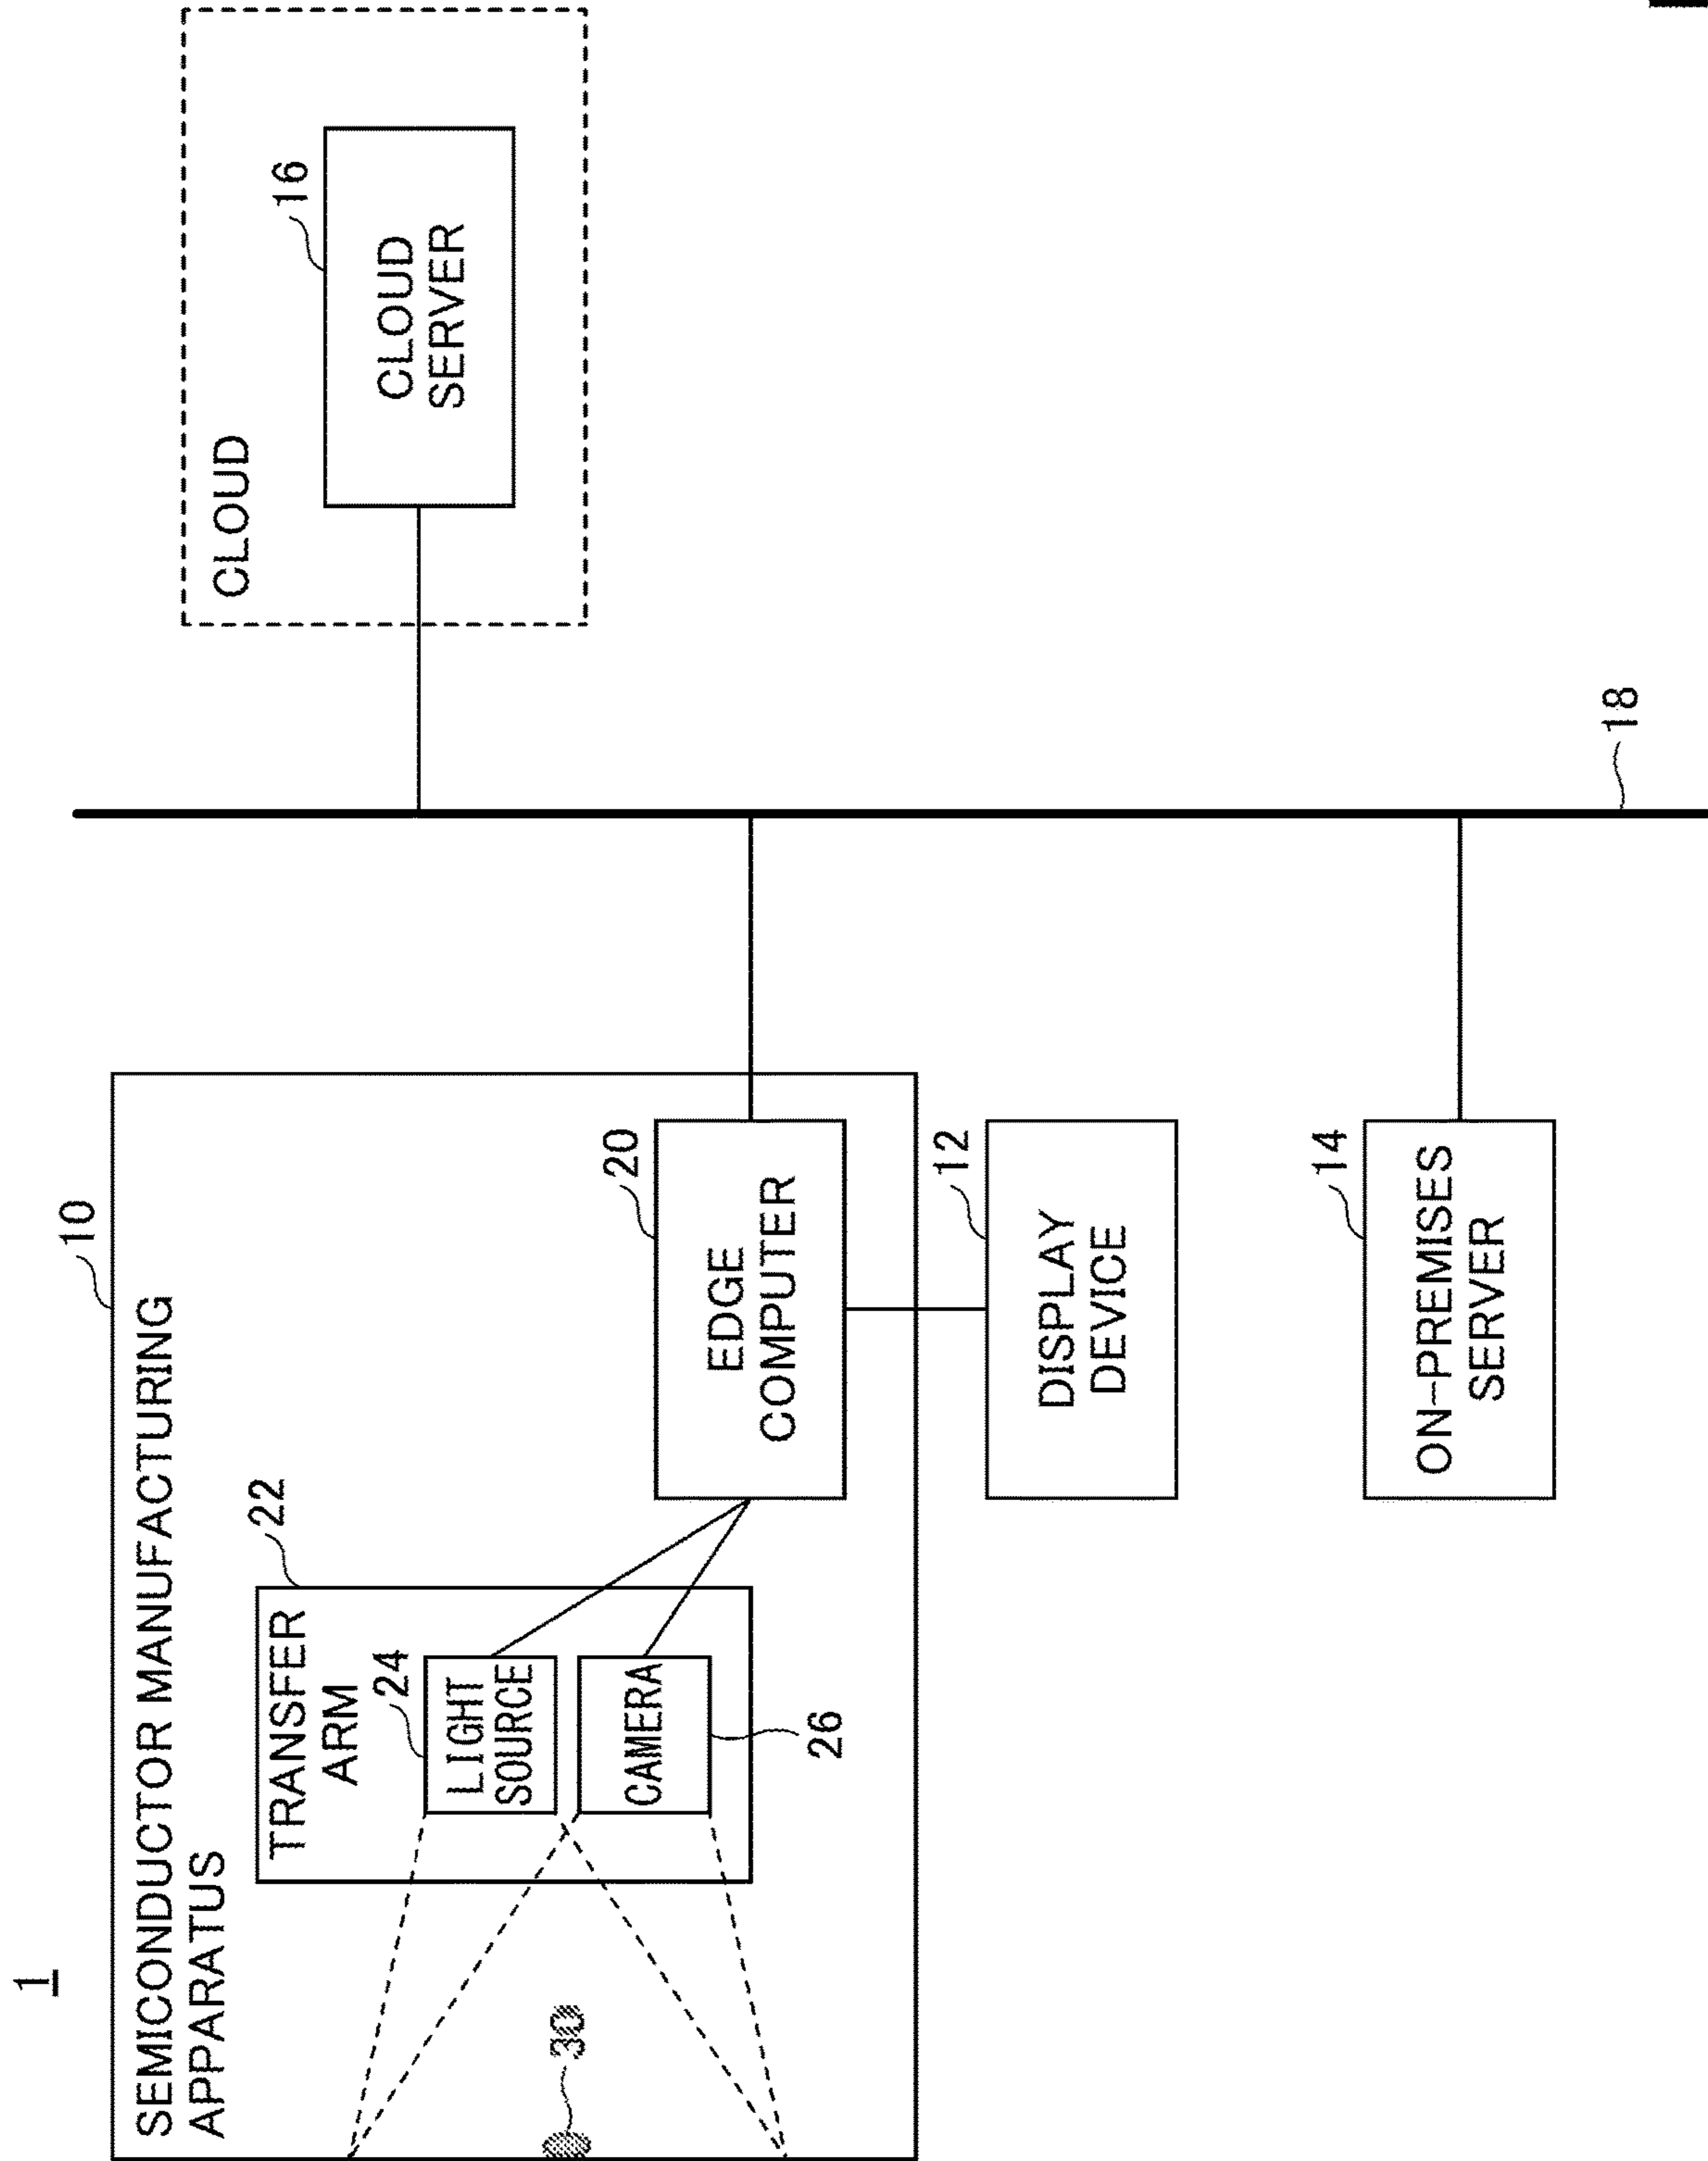 1
10
SEMICONDUCTOR MANUFACTURING
APPARATUS
22
TRANSFER
ARM
24
LIGHT
SOURCE
CAMERA
26
30
20
EDGE
COMPUTER
12
DISPLAY
DEVICE
14
ON-PREMISES
SERVER
18
CLOUD
16
CLOUD
SERVER